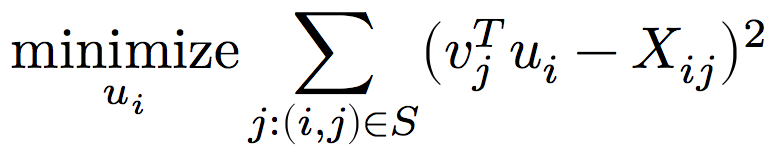 minimize_{u_i} \sum_{j:(i,j)\in S} (v_j^T u_i - X_{ij})^2